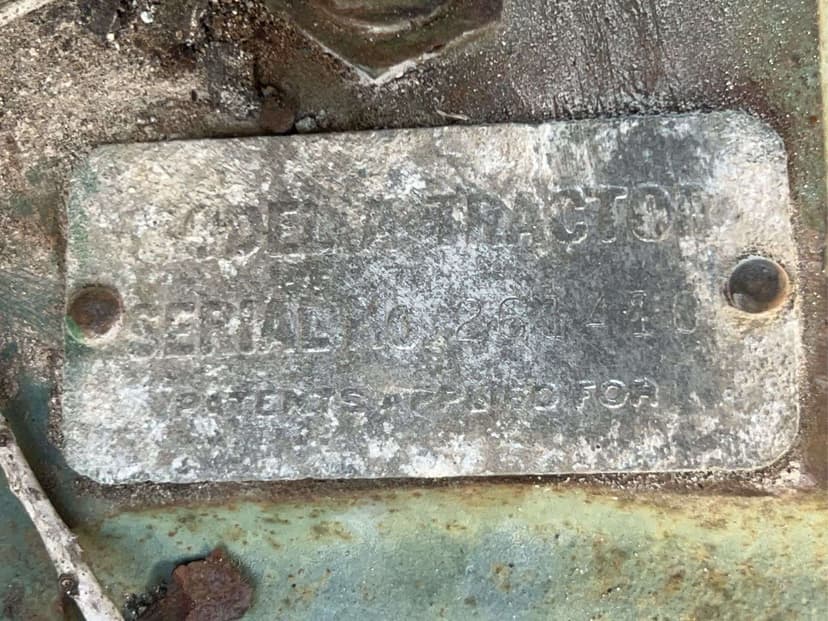 MODEL A TRACTOR
SERIAL NO. 261410
PATENTS APPLIED FOR